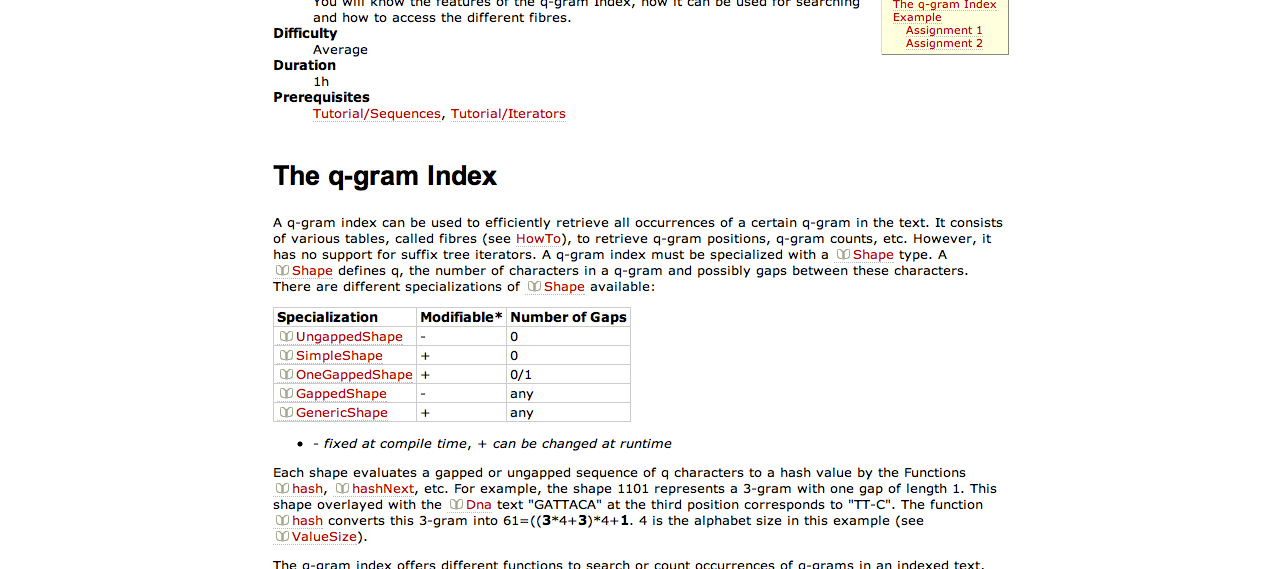 You will know the features of the q-gram Index, how it can be used for searching
and how to access the different fibres.
The q-gram Index
Example
Assignment 1
Assignment 2
Difficulty
Average
Duration
1h
Prerequisites
Tutorial/Sequences, Tutorial/Iterators
The q-gram Index
A q-gram index can be used to efficiently retrieve all occurrences of a certain q-gram in the text. It consists
of various tables, called fibres (see HowTo), to retrieve q-gram positions, q-gram counts, etc. However, it
has no support for suffix tree iterators. A q-gram index must be specialized with a Shape type. A
Shape defines q, the number of characters in a q-gram and possibly gaps between these characters.
There are different specializations of Shape available:
Specialization Modifiable* Number of Gaps
UngappedShape - 0
SimpleShape + 0
OneGappedShape + 0/1
GappedShape - any
GenericShape + any
• - fixed at compile time, + can be changed at runtime
Each shape evaluates a gapped or ungapped sequence of q characters to a hash value by the Functions
hash, hashNext, etc. For example, the shape 1101 represents a 3-gram with one gap of length 1. This
shape overlayed with the Dna text "GATTACA" at the third position corresponds to "TT-C". The function
hash converts this 3-gram into 61=((3*4+3)*4+1. 4 is the alphabet size in this example (see
ValueSize).
The q-gram index offers different functions to search or count occurrences of q-grams in an indexed text,